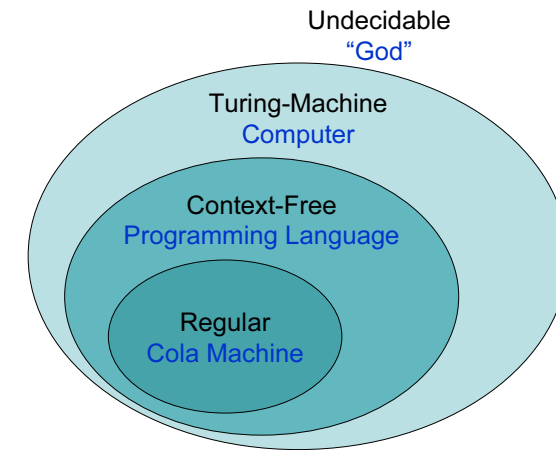 Undecidable
“God”
Turing-Machine
Computer
Context-Free
Programming Language
Regular
Cola Machine